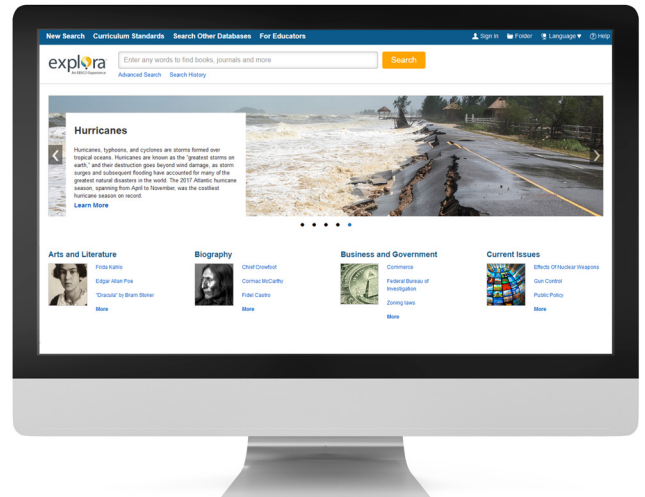 New Search Curriculum Standards Search Other Databases For Educators Sign In Folder Language Help
explora
An EBSCO Experience
Enter any words to find books, journals and more
Search
Advanced Search Search History
Hurricanes
Hurricanes, typhoons, and cyclones are storms formed over
tropical oceans. Hurricanes are known as the "greatest storms on
earth," and their destruction goes beyond wind damage, as storm
surges and subsequent flooding have accounted for many of the
greatest natural disasters in the world. The 2017 Atlantic hurricane
season, spanning from April to November, was the costliest
hurricane season on record.
Learn More
Arts and Literature
Frida Kahlo
Edgar Allan Poe
"Dracula" by Bram Stoker
More
Biography
Chief Crowfoot
Cormac McCarthy
Fidel Castro
More
Business and Government
Commerce
Federal Bureau of
Investigation
Zoning laws
More
Current Issues
Effects Of Nuclear Weapons
Gun Control
Public Policy
More